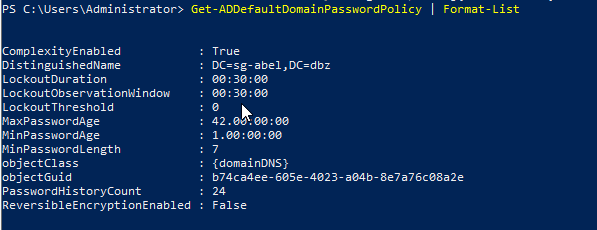 PS C:\Users\Administrator> Get-ADDefaultDomainPasswordPolicy | Format-List
ComplexityEnabled : True
DistinguishedName : DC=sg-abel,DC=dbz
LockoutDuration : 00:30:00
LockoutObservationWindow : 00:30:00
LockoutThreshold : 0
MaxPasswordAge : 42.00:00:00
MinPasswordAge : 1.00:00:00
MinPasswordLength : 7
objectClass : {domainDNS}
objectGuid : b74ca4ee-605e-4023-a04b-8e7a76c08a2e
PasswordHistoryCount : 24
ReversibleEncryptionEnabled : False